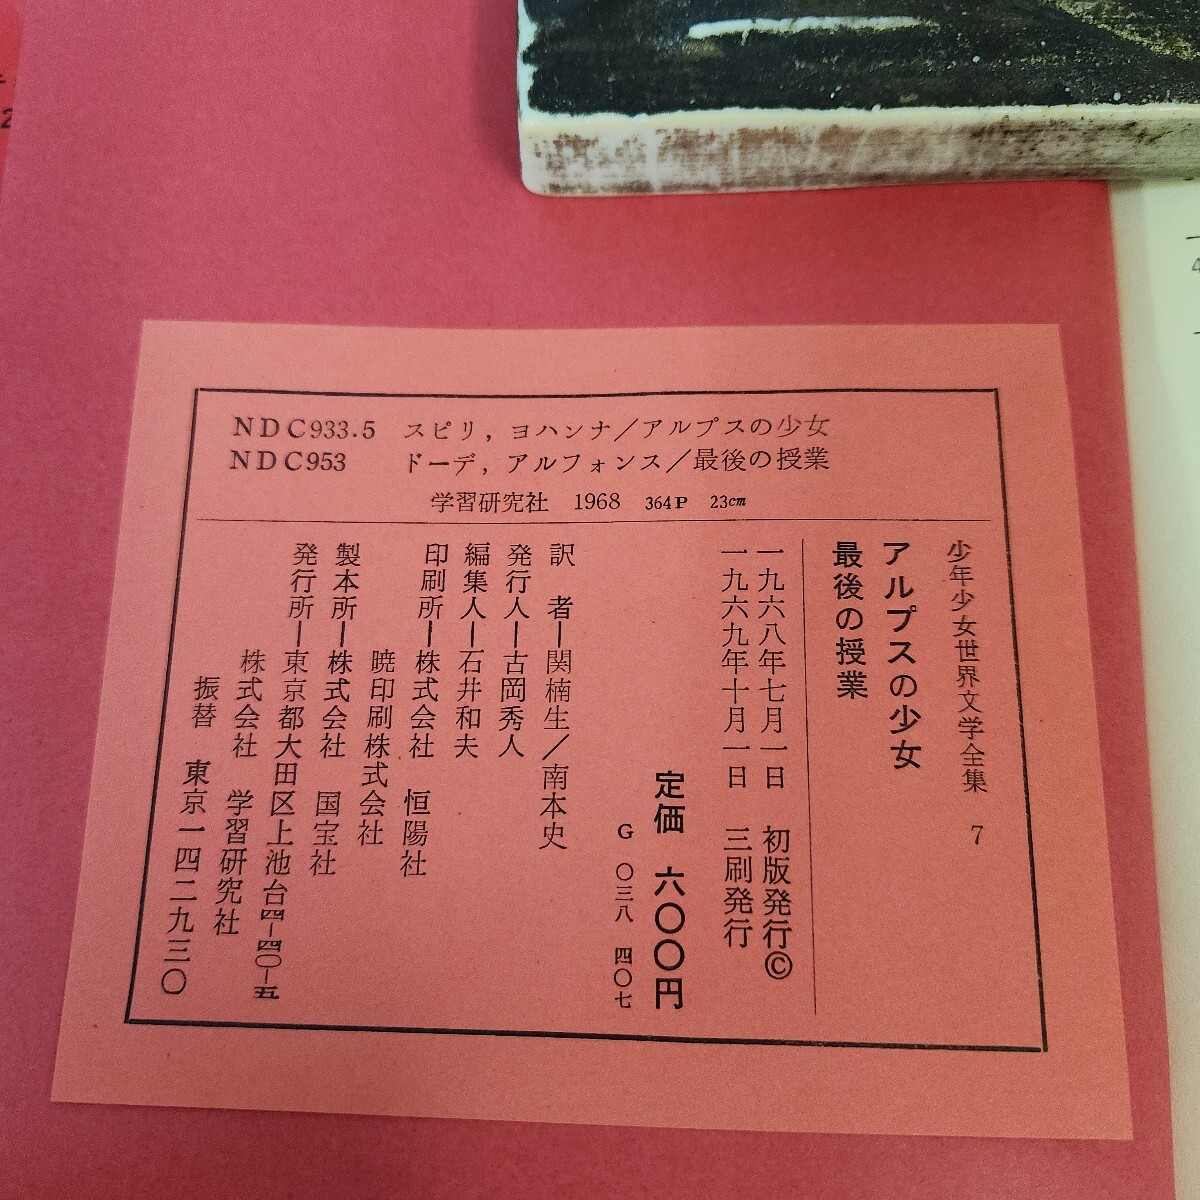 NDC933.5 スピリ，ヨハンナ／アルプスの少女
NDC953 ドーデ，アルフォンス／最後の授業
学習研究社 1968 364P 23cm
少年少女世界文学全集 7
アルプスの少女
最後の授業
一九六八年七月一日 初版発行©
一九六九年十月一日 三刷発行
定価 六〇〇円
G 〇三八 四〇七
訳 者―関楠生／南本史
発行人―古岡秀人
編集人―石井和夫
印刷所―株式会社 恒陽社
暁印刷株式会社
製本所―株式会社 国宝社
発行所―東京都大田区上池台四―四〇―五
株式会社 学習研究社
振替 東京一四二九三〇